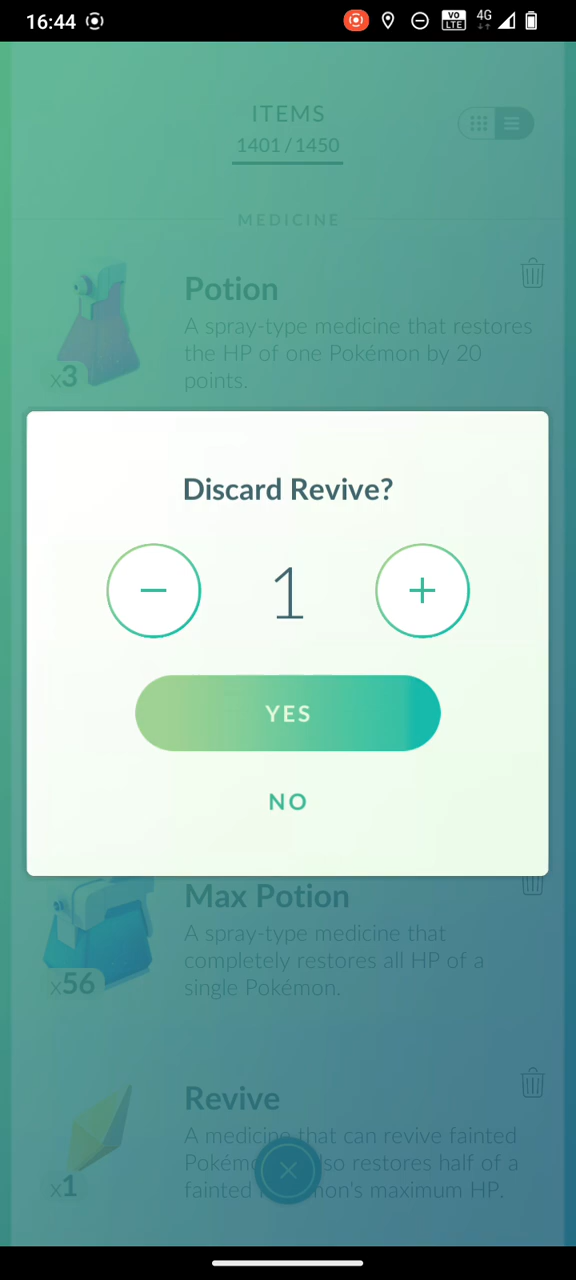 16:44
VO LTE
4G
ITEMS
1401/1450
MEDICINE
Potion
A spray-type medicine that restores
the HP of one Pokémon by 20
points.
x3
Discard Revive?
1
YES
NO
Max Potion
A spray-type medicine that
completely restores all HP of a
single Pokémon.
x56
Revive
A medicine that can revive fainted
also restores half of a
fainted maximum HP.
x1